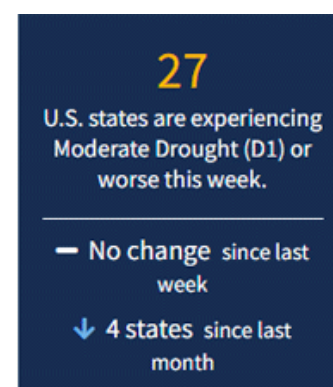 27
U.S. states are experiencing
Moderate Drought (D1) or
worse this week.
No change since last
week
4 states since last
month